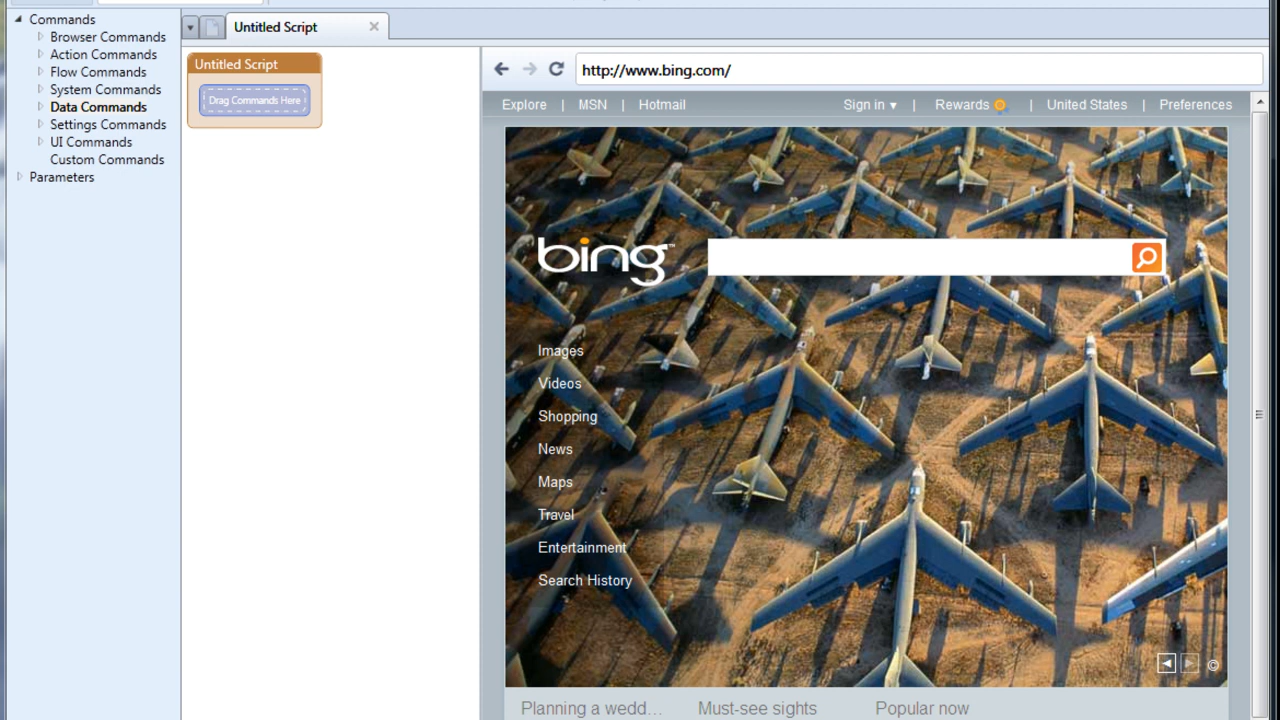 Commands
Browser Commands
Action Commands
Flow Commands
System Commands
Data Commands
Settings Commands
UI Commands
Custom Commands
Parameters
Untitled Script
Untitled Script
Drag Commands Here
http://www.bing.com/
Explore | MSN | Hotmail Sign in ▾ | Rewards | United States | Preferences
bing™
Images
Videos
Shopping
News
Maps
Travel
Entertainment
Search History
©
Planning a wedd... Must-see sights Popular now